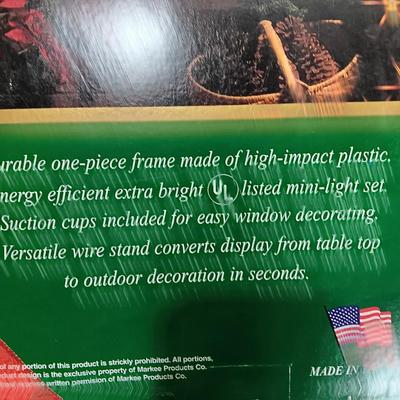 urable one-piece frame made of high-impact plastic.
nergy efficient extra bright UL listed mini-light set.
Suction cups included for easy window decorating.
Versatile wire stand converts display from table top
to outdoor decoration in seconds.
of any portion of this product is strictly prohibited. All portions,
oduct design is the exclusive property of Markee Products Co.
written permision of Markee Products Co.
MADE IN